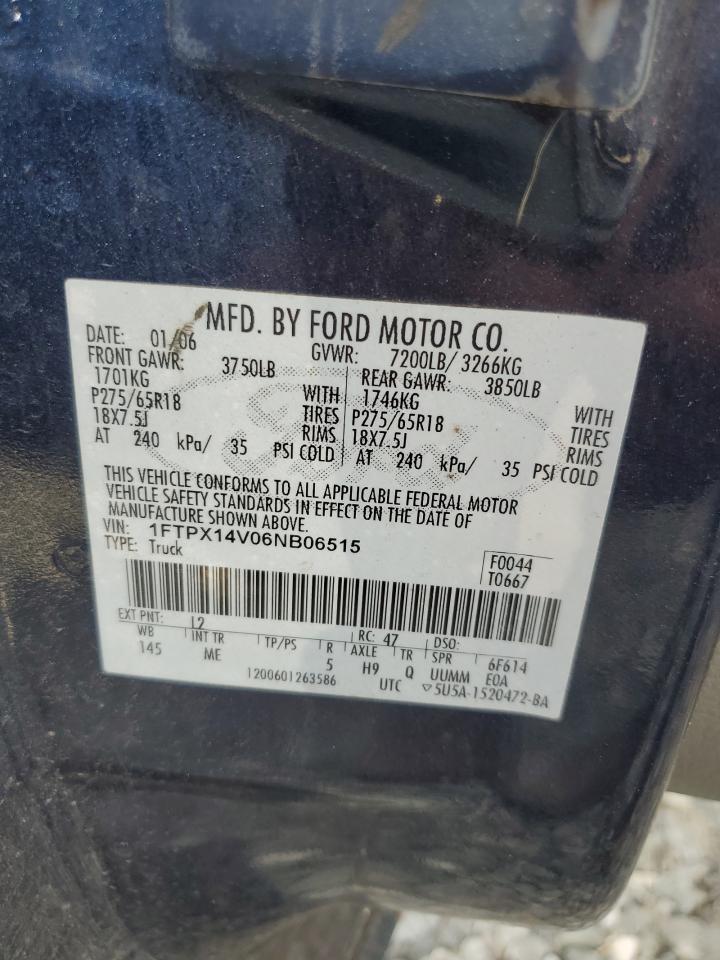 MFD. BY FORD MOTOR CO.
DATE: 01/06 GVWR: 7200LB/ 3266KG
FRONT GAWR: 3750LB REAR GAWR: 3850LB
1701KG WITH 1746KG WITH
P275/65R18 TIRES P275/65R18 TIRES
18X7.5J RIMS 18X7.5J RIMS
AT 240 kPa/ 35 PSI COLD AT 240 kPa/ 35 PSI COLD
THIS VEHICLE CONFORMS TO ALL APPLICABLE FEDERAL MOTOR
VEHICLE SAFETY STANDARDS IN EFFECT ON THE DATE OF
MANUFACTURE SHOWN ABOVE.
VIN: 1FTPX14V06NB06515
TYPE: Truck
F0044
T0667
EXT PNT: L2 RC: 47 DSO:
WB INT TR TP/PS R AXLE TR SPR 6F614
145 ME 5 H9 Q UUMM E0A
1200601263586 UTC ▽5U5A-1520472-BA